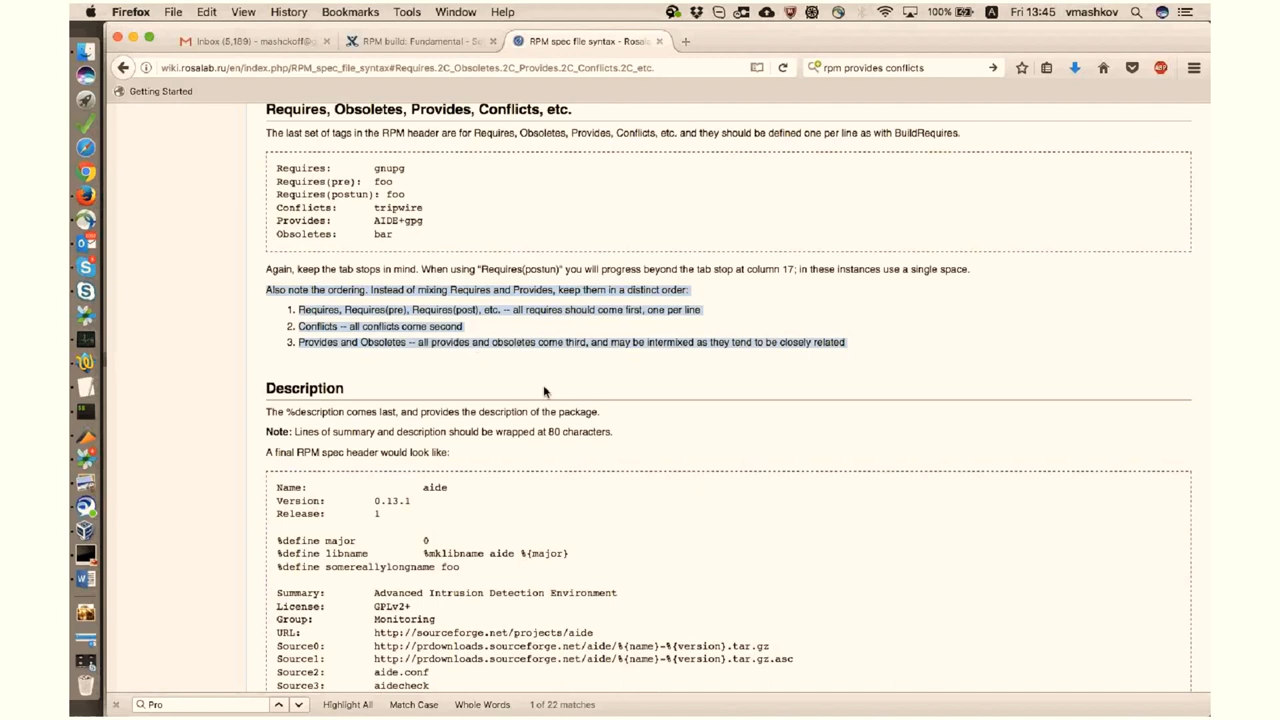 Firefox File Edit View History Bookmarks Tools Window Help 100% Fri 13:45 vmashkov
Inbox (5,189) - mashckoff@g
RPM build: Fundamental - Se
RPM spec file syntax - Rosala
wiki.rosalab.ru/en/index.php/RPM_spec_file_syntax#Requires.2C_Obsoletes.2C_Provides.2C_Conflicts.2C_etc.
rpm provides conflicts
Getting Started
Requires, Obsoletes, Provides, Conflicts, etc.
The last set of tags in the RPM header are for Requires, Obsoletes, Provides, Conflicts, etc. and they should be defined one per line as with BuildRequires.
Requires: gnupg
Requires(pre): foo
Requires(postun): foo
Conflicts: tripwire
Provides: AIDE+gpg
Obsoletes: bar
Again, keep the tab stops in mind. When using "Requires(postun)" you will progress beyond the tab stop at column 17; in these instances use a single space.
Also note the ordering. Instead of mixing Requires and Provides, keep them in a distinct order:
1. Requires, Requires(pre), Requires(post), etc. -- all requires should come first, one per line
2. Conflicts -- all conflicts come second
3. Provides and Obsoletes -- all provides and obsoletes come third, and may be intermixed as they tend to be closely related
Description
The %description comes last, and provides the description of the package.
Note: Lines of summary and description should be wrapped at 80 characters.
A final RPM spec header would look like:
Name: aide
Version: 0.13.1
Release: 1
%define major 0
%define libname %mklibname aide %{major}
%define somereallylongname foo
Summary: Advanced Intrusion Detection Environment
License: GPLv2+
Group: Monitoring
URL: http://sourceforge.net/projects/aide
Source0: http://prdownloads.sourceforge.net/aide/%{name}-%{version}.tar.gz
Source1: http://prdownloads.sourceforge.net/aide/%{name}-%{version}.tar.gz.asc
Source2: aide.conf
Source3: aidecheck
Pro
Highlight All Match Case Whole Words 1 of 22 matches